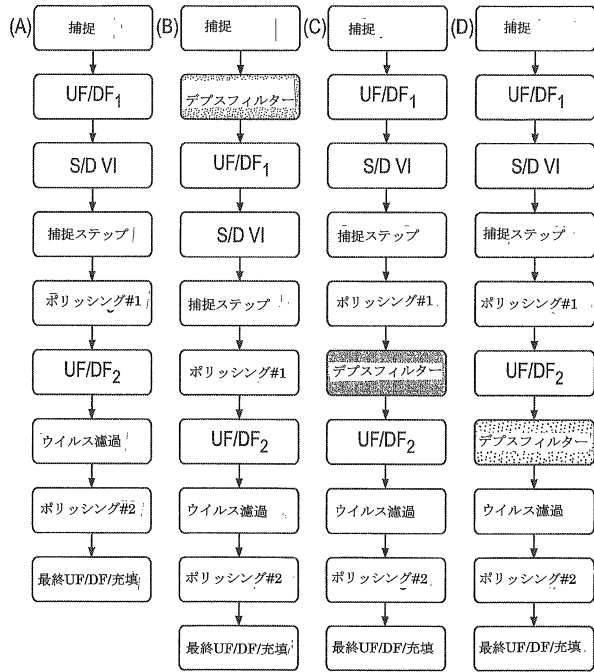 (A)
捕捉
UF/DF1
S/D VI
捕捉ステップ
ポリッシング#1
UF/DF2
ウイルス濾過
ポリッシング#2
最終UF/DF/充填
(B)
捕捉
デプスフィルター
UF/DF1
S/D VI
捕捉ステップ
ポリッシング#1
UF/DF2
ウイルス濾過
ポリッシング#2
最終UF/DF/充填
(C)
捕捉
UF/DF1
S/D VI
捕捉ステップ
ポリッシング#1
デプスフィルター
UF/DF2
ウイルス濾過
ポリッシング#2
最終UF/DF/充填
(D)
捕捉
UF/DF1
S/D VI
捕捉ステップ
ポリッシング#1
UF/DF2
デプスフィルター
ウイルス濾過
ポリッシング#2
最終UF/DF/充填